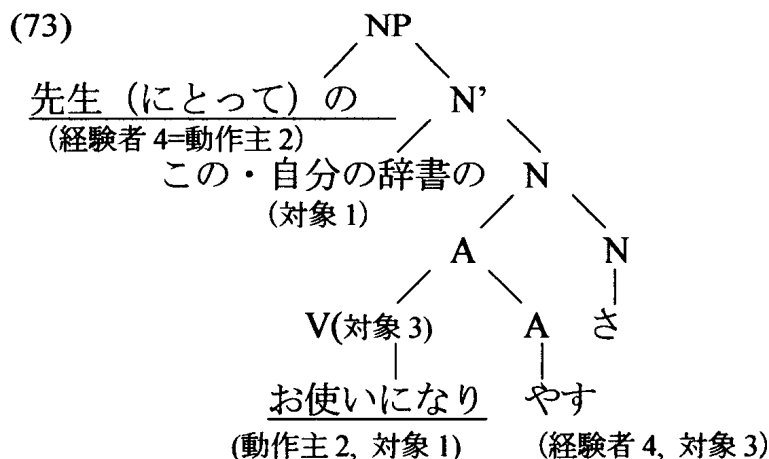 (73) NP
先生（にとって）の N’
（経験者 4=動作主 2）
この・自分の辞書の N
（対象 1）
A N
V(対象 3) A さ
お使いになり やす
（動作主 2, 対象 1） （経験者 4, 対象 3）